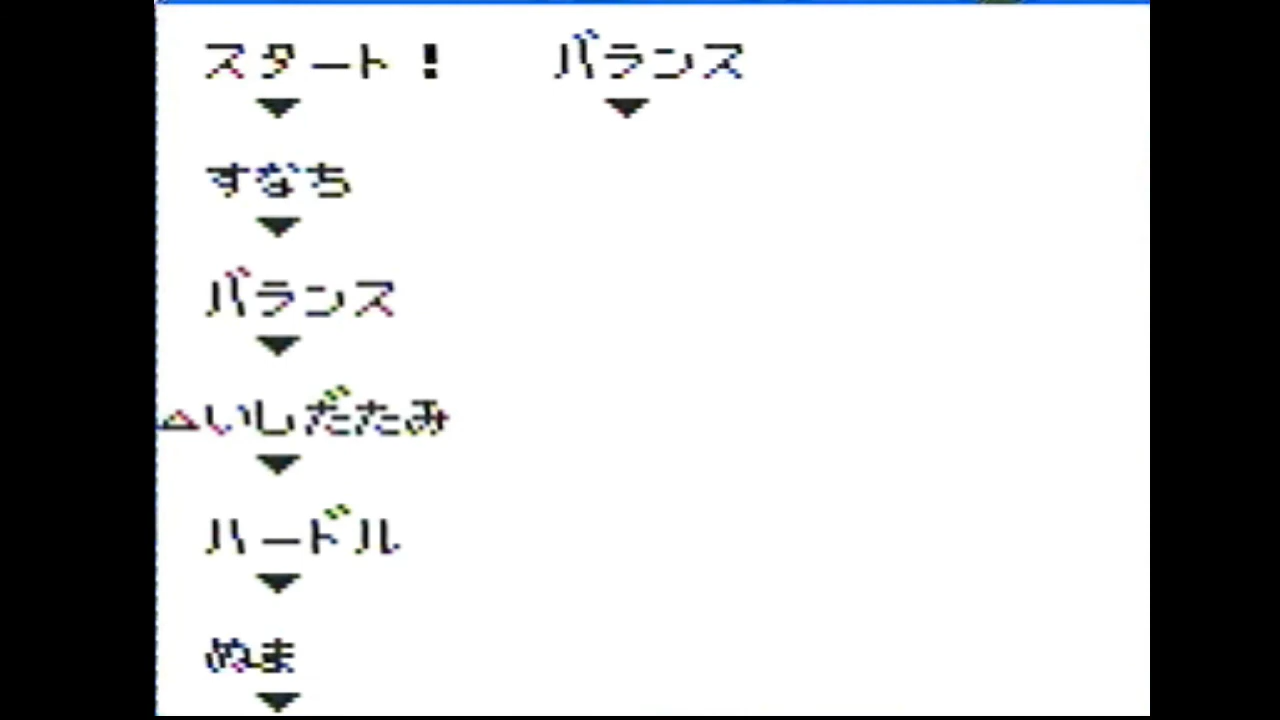 スタート！ バランス
▼ ▼
すなち
▼
バランス
▼
△いしだたみ
▼
ハードル
▼
ぬま
▼